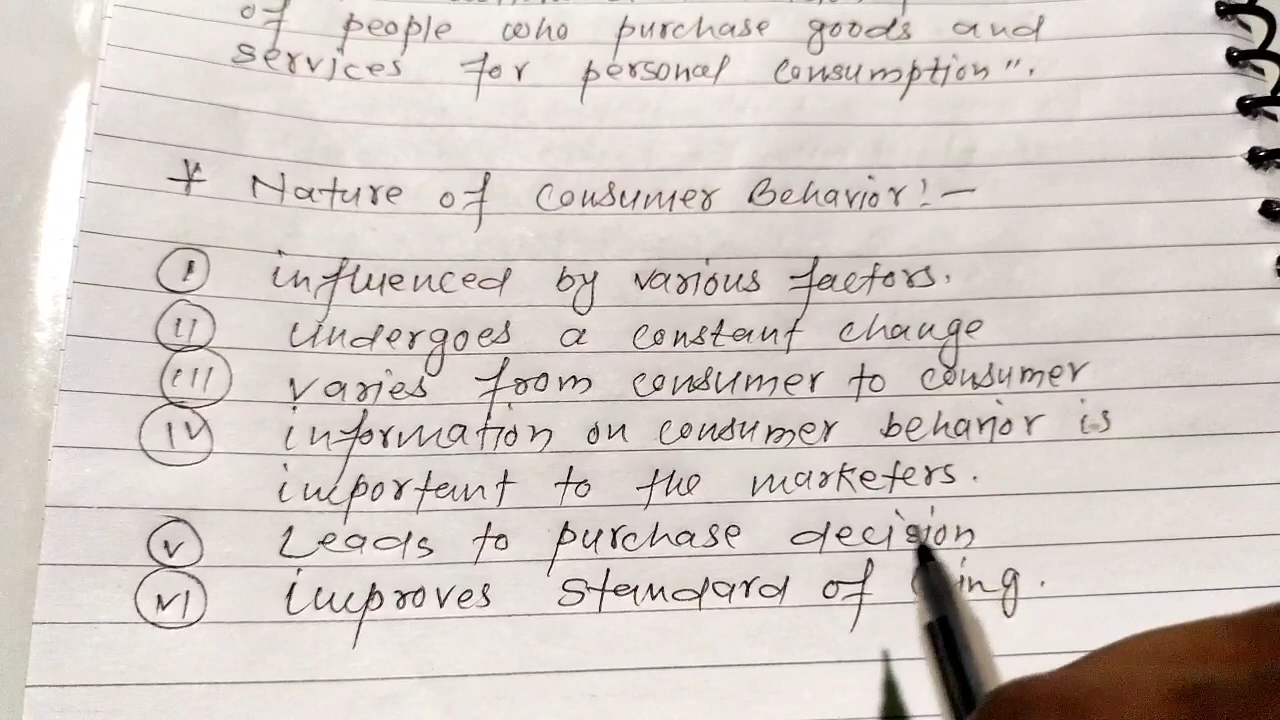 of people who purchase goods and
services for personal consumption".
* Nature of Consumer Behavior:-
I influenced by various factors.
II undergoes a constant change
III varies from consumer to consumer
IV information on consumer behavior is
important to the marketers.
V Leads to purchase decision
VI improves standard of